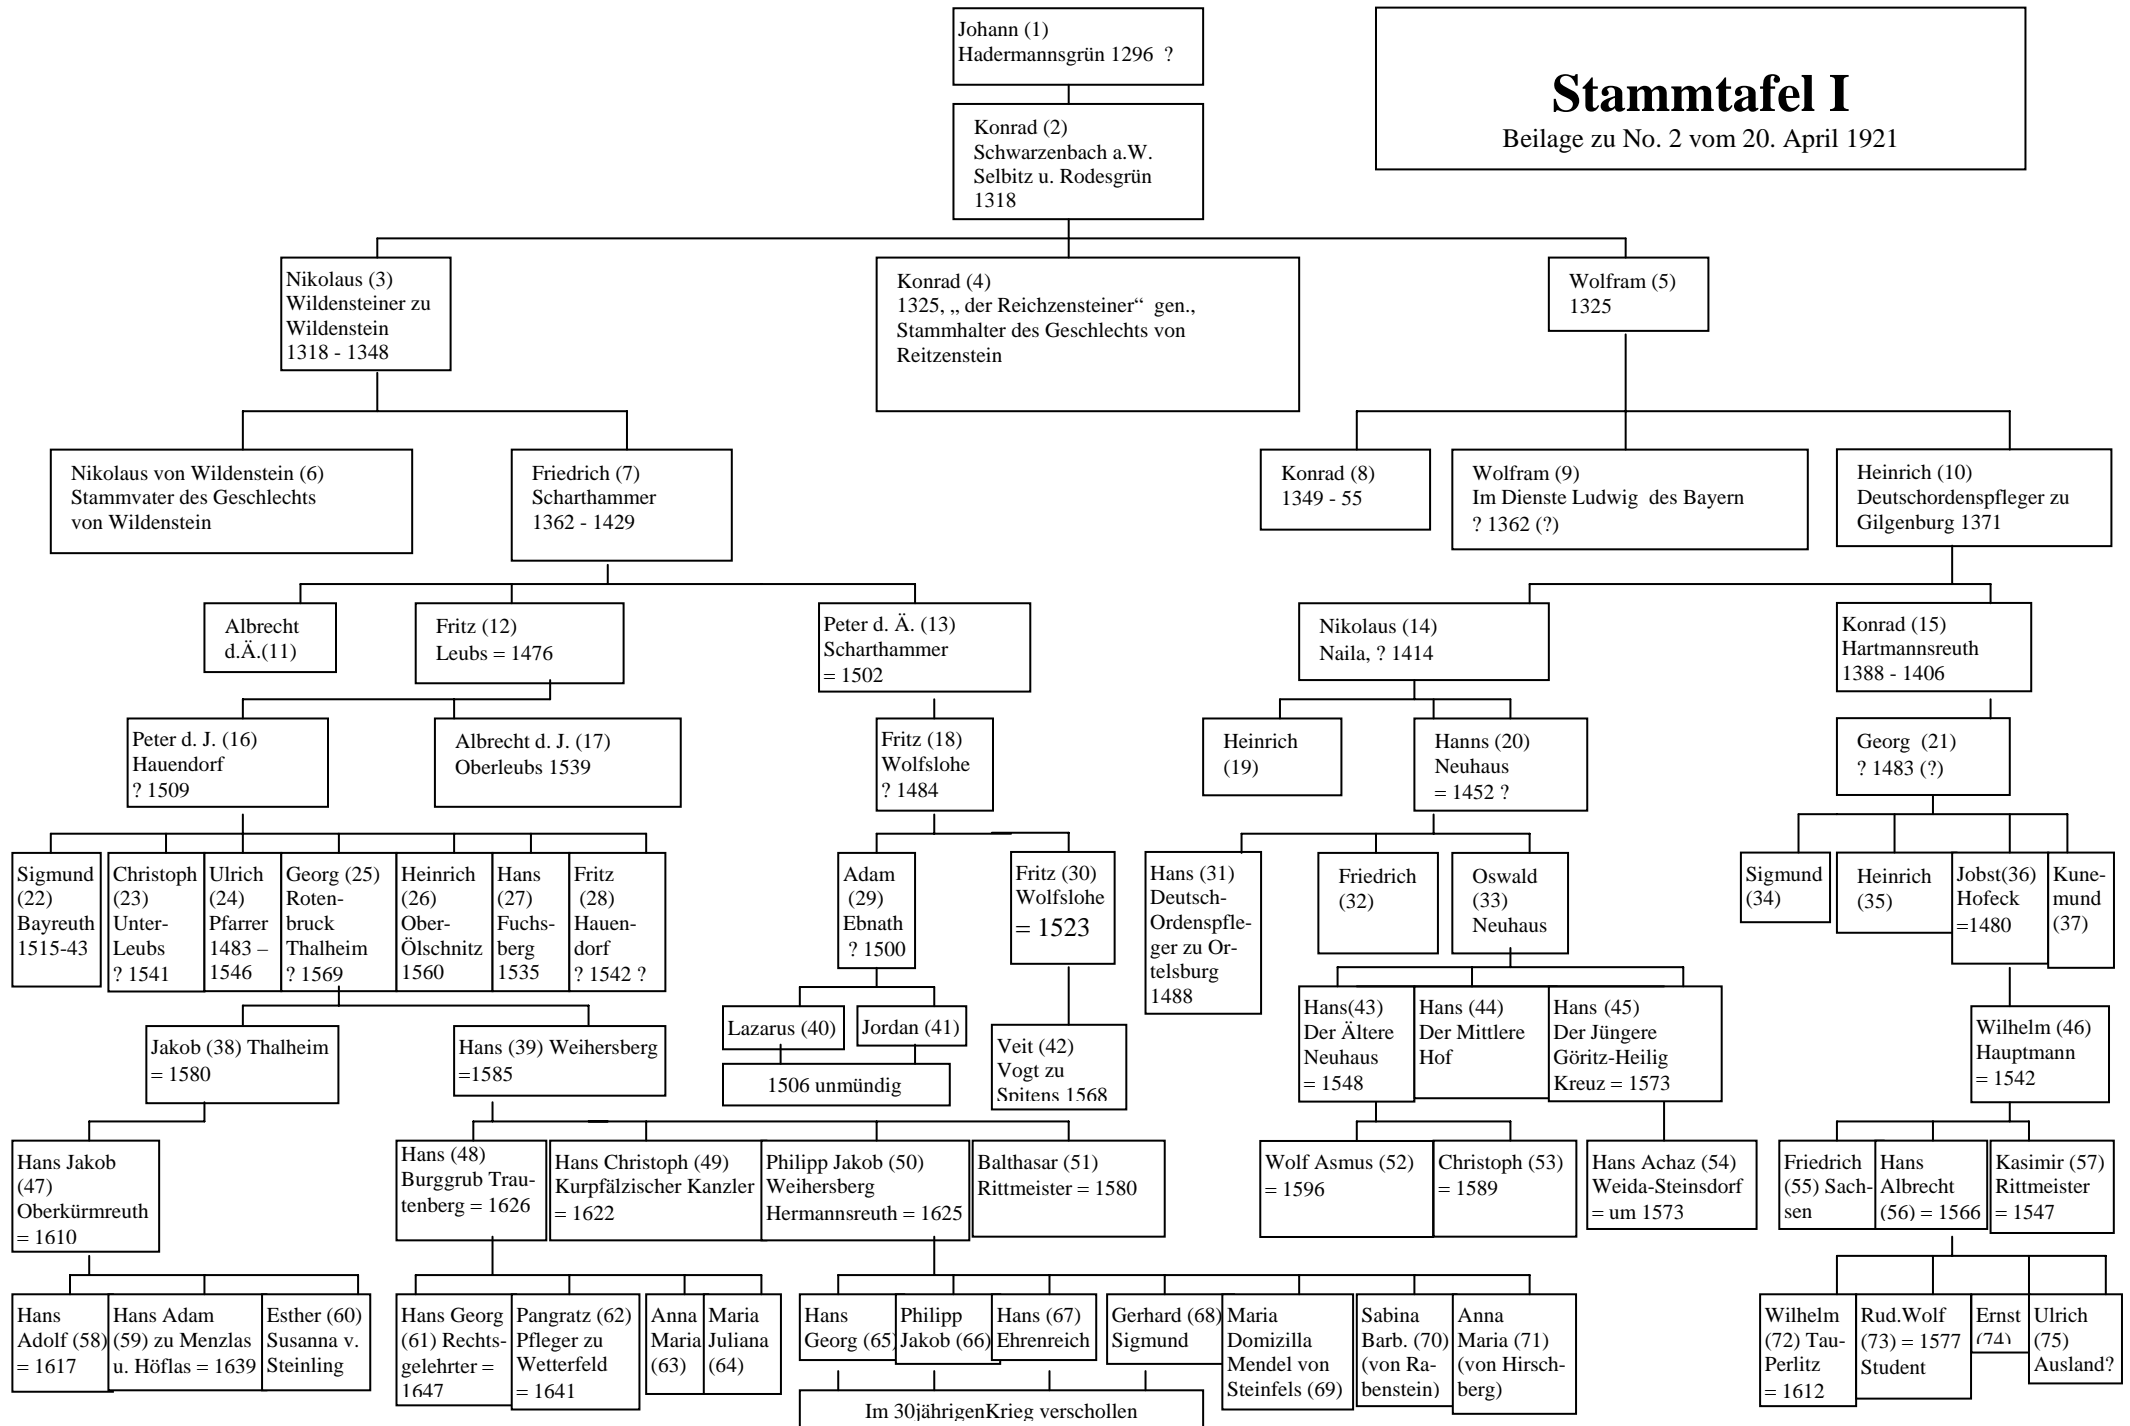 Johann (1)
Hadermannsgrün 1296  ?
Stammtafel I
Beilage zu No. 2 vom 20. April 1921
Konrad (2)
Schwarzenbach a.W.
Selbitz u. Rodesgrün
1318
Nikolaus (3)
Wildensteiner zu
Wildenstein
1318 - 1348
Konrad (4)
1325, „ der Reichzensteiner“  gen.,
Stammhalter des Geschlechts von
Reitzenstein
Wolfram (5)
1325
Nikolaus von Wildenstein (6)
Stammvater des Geschlechts
von Wildenstein
Friedrich (7)
Scharthammer
1362 - 1429
Konrad (8)
1349 - 55
Wolfram (9)
Im Dienste Ludwig  des Bayern
? 1362 (?)
Heinrich (10)
Deutschordenspfleger zu
Gilgenburg 1371
Albrecht
d.Ä.(11)
Fritz (12)
Leubs = 1476
Peter d. Ä. (13)
Scharthammer
= 1502
Nikolaus (14)
Naila, ? 1414
Konrad (15)
Hartmannsreuth
1388 - 1406
Peter d. J. (16)
Hauendorf
? 1509
Albrecht d. J. (17)
Oberleubs 1539
Fritz (18)
Wolfslohe
? 1484
Heinrich
(19)
Hanns (20)
Neuhaus
= 1452 ?
Georg  (21)
? 1483 (?)
Sigmund
(22)
Bayreuth
1515-43
Christoph
(23)
Unter-
Leubs
? 1541
Ulrich
(24)
Pfarrer
1483 –
1546
Georg (25)
Roten-
bruck
Thalheim
? 1569
Heinrich
(26)
Ober-
Ölschnitz
1560
Hans
(27)
Fuchs-
berg
1535
Fritz
(28)
Hauen-
dorf
? 1542 ?
Adam
(29)
Ebnath
? 1500
Fritz (30)
Wolfslohe
= 1523
Hans (31)
Deutsch-
Ordenspfle-
ger zu Or-
telsburg
1488
Friedrich
(32)
Oswald
(33)
Neuhaus
Sigmund
(34)
Heinrich
(35)
Jobst(36)
Hofeck
=1480
Kune-
mund
(37)
Jakob (38) Thalheim
= 1580
Hans (39) Weihersberg
=1585
Lazarus (40)
Jordan (41)
1506 unmündig
Veit (42)
Vogt zu
Spitens 1568
Hans(43)
Der Ältere
Neuhaus
= 1548
Hans (44)
Der Mittlere
Hof
Hans (45)
Der Jüngere
Göritz-Heilig
Kreuz = 1573
Wilhelm (46)
Hauptmann
= 1542
Hans Jakob
(47)
Oberkürmreuth
= 1610
Hans (48)
Burggrub Trau-
tenberg = 1626
Hans Christoph (49)
Kurpfälzischer Kanzler
= 1622
Philipp Jakob (50)
Weihersberg
Hermannsreuth = 1625
Balthasar (51)
Rittmeister = 1580
Wolf Asmus (52)
= 1596
Christoph (53)
= 1589
Hans Achaz (54)
Weida-Steinsdorf
= um 1573
Friedrich
(55) Sach-
sen
Hans
Albrecht
(56) = 1566
Kasimir (57)
Rittmeister
= 1547
Hans
Adolf (58)
= 1617
Hans Adam
(59) zu Menzlas
u. Höflas = 1639
Esther (60)
Susanna v.
Steinling
Hans Georg
(61) Rechts-
gelehrter =
1647
Pangratz (62)
Pfleger zu
Wetterfeld
= 1641
Anna
Maria
(63)
Maria
Juliana
(64)
Hans
Georg (65)
Philipp
Jakob (66)
Hans (67)
Ehrenreich
Gerhard (68)
Sigmund
Maria
Domizilla
Mendel von
Steinfels (69)
Sabina
Barb. (70)
(von Ra-
benstein)
Anna
Maria (71)
(von Hirsch-
berg)
Wilhelm
(72) Tau-
Perlitz
= 1612
Rud.Wolf
(73) = 1577
Student
Ernst
(74)
Ulrich
(75)
Ausland?
Im 30jährigenKrieg verschollen